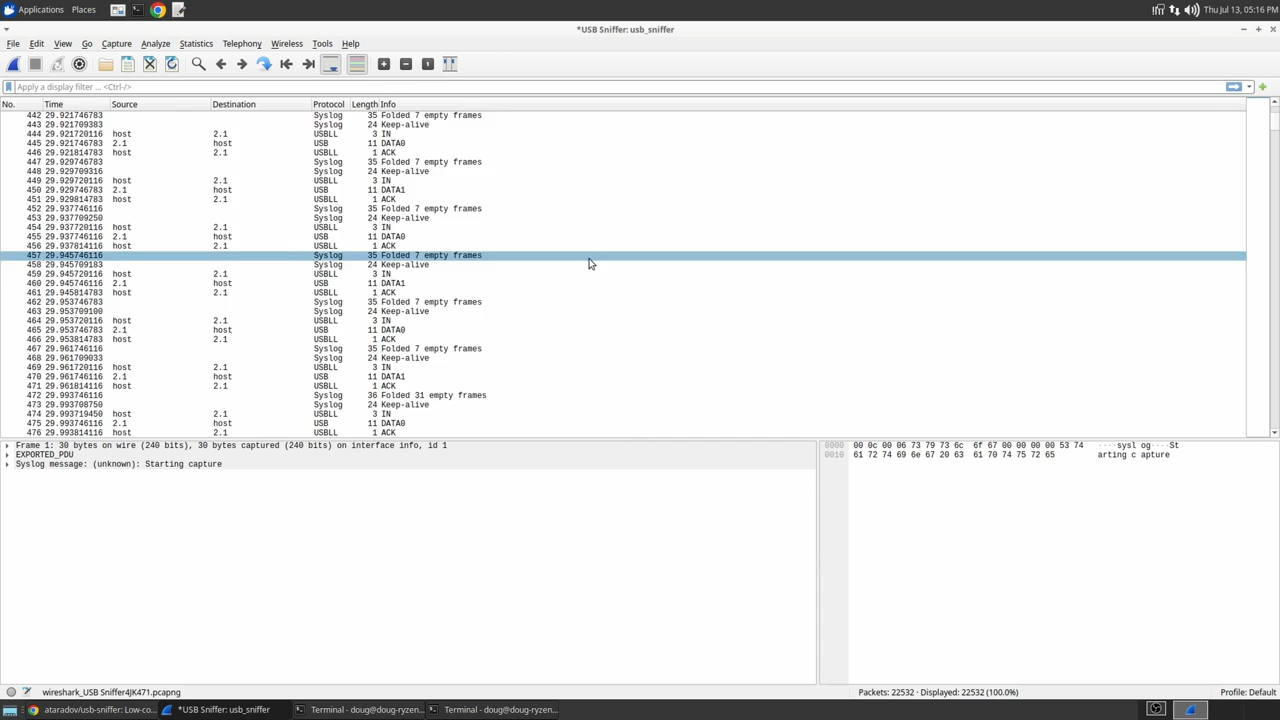 Applications Places Thu Jul 13, 05:16 PM
*USB Sniffer: usb_sniffer
File Edit View Go Capture Analyze Statistics Telephony Wireless Tools Help
Apply a display filter ... <Ctrl-/>
No. Time Source Destination Protocol Length Info
442 29.921746783 Syslog 35 Folded 7 empty frames
443 29.921709383 Syslog 24 Keep-alive
444 29.921720116 host 2.1 USBLL 3 IN
445 29.921746783 2.1 host USB 11 DATA0
446 29.921814783 host 2.1 USBLL 1 ACK
447 29.929746783 Syslog 35 Folded 7 empty frames
448 29.929709316 Syslog 24 Keep-alive
449 29.929720116 host 2.1 USBLL 3 IN
450 29.929746783 2.1 host USB 11 DATA1
451 29.929814783 host 2.1 USBLL 1 ACK
452 29.937746116 Syslog 35 Folded 7 empty frames
453 29.937709250 Syslog 24 Keep-alive
454 29.937720116 host 2.1 USBLL 3 IN
455 29.937746116 2.1 host USB 11 DATA0
456 29.937814116 host 2.1 USBLL 1 ACK
457 29.945746116 Syslog 35 Folded 7 empty frames
458 29.945709183 Syslog 24 Keep-alive
459 29.945720116 host 2.1 USBLL 3 IN
460 29.945746116 2.1 host USB 11 DATA1
461 29.945814783 host 2.1 USBLL 1 ACK
462 29.953746783 Syslog 35 Folded 7 empty frames
463 29.953709100 Syslog 24 Keep-alive
464 29.953720116 host 2.1 USBLL 3 IN
465 29.953746783 2.1 host USB 11 DATA0
466 29.953814783 host 2.1 USBLL 1 ACK
467 29.961746116 Syslog 35 Folded 7 empty frames
468 29.961709033 Syslog 24 Keep-alive
469 29.961720116 host 2.1 USBLL 3 IN
470 29.961746116 2.1 host USB 11 DATA1
471 29.961814116 host 2.1 USBLL 1 ACK
472 29.993746116 Syslog 36 Folded 31 empty frames
473 29.993708750 Syslog 24 Keep-alive
474 29.993719450 host 2.1 USBLL 3 IN
475 29.993746116 2.1 host USB 11 DATA0
476 29.993814116 host 2.1 USBLL 1 ACK
Frame 1: 30 bytes on wire (240 bits), 30 bytes captured (240 bits) on interface info, id 1
EXPORTED_PDU
Syslog message: (unknown): Starting capture
0000 00 0c 00 06 73 79 73 6c 6f 67 00 00 00 00 53 74 ····sysl og····St
0010 61 72 74 69 6e 67 20 63 61 70 74 75 72 65 arting c apture
wireshark_USB Sniffer4JK471.pcapng Packets: 22532 · Displayed: 22532 (100.0%) Profile: Default
ataradov/usb-sniffer: Low-co... *USB Sniffer: usb_sniffer Terminal - doug@doug-ryzen... Terminal - doug@doug-ryzen...